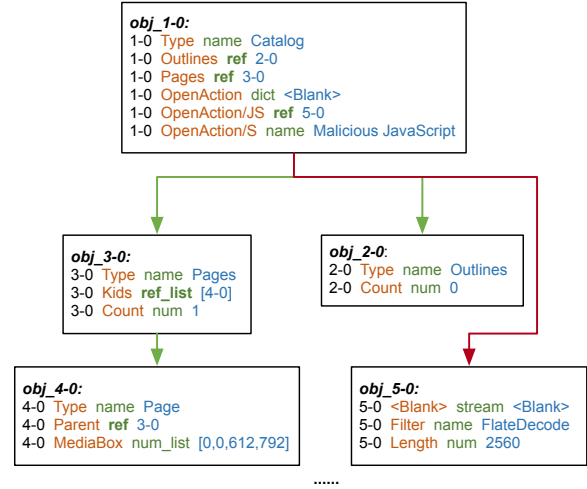 obj_1-0:
1-0 Type name Catalog
1-0 Outlines ref 2-0
1-0 Pages ref 3-0
1-0 OpenAction dict <Blank>
1-0 OpenAction/JS ref 5-0
1-0 OpenAction/S name Malicious JavaScript
obj_3-0:
3-0 Type name Pages
3-0 Kids ref_list [4-0]
3-0 Count num 1
obj_2-0:
2-0 Type name Outlines
2-0 Count num 0
obj_4-0:
4-0 Type name Page
4-0 Parent ref 3-0
4-0 MediaBox num_list [0,0,612,792]
obj_5-0:
5-0 <Blank> stream <Blank>
5-0 Filter name FlateDecode
5-0 Length num 2560
......